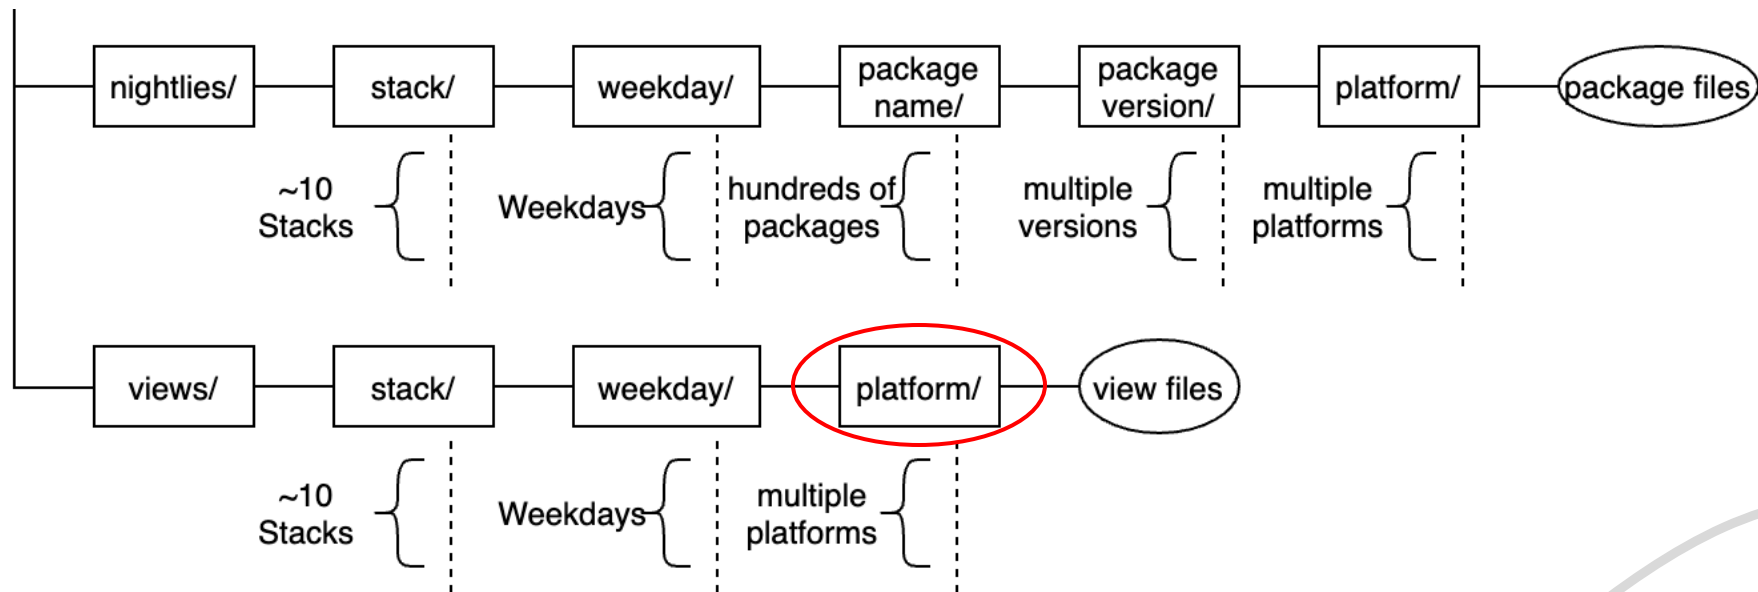 nightlies/
stack/
weekday/
package
name/
package
version/
platform/
package files
~10
Stacks
Weekdays
hundreds of
packages
multiple
versions
multiple
platforms
views/
stack/
weekday/
platform/
view files
~10
Stacks
Weekdays
multiple
platforms